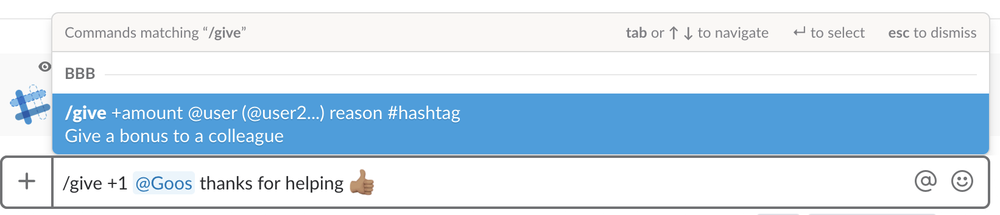 Commands matching “/give” tab or ↑ ↓ to navigate ↵ to select esc to dismiss
BBB
/give +amount @user (@user2...) reason #hashtag
Give a bonus to a colleague
/give +1 @Goos thanks for helping 👍🏽